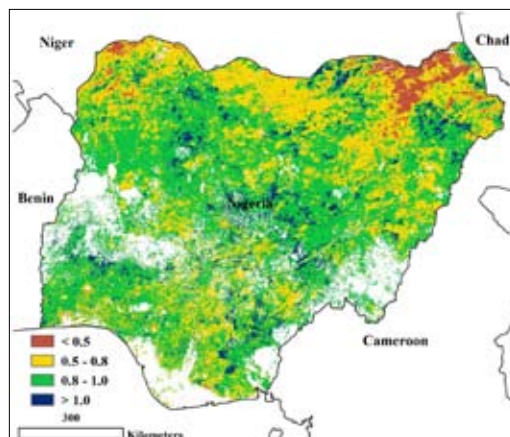 Niger
Chad
Benin
Nigeria
Cameroon
< 0.5
0.5 - 0.8
0.8 - 1.0
> 1.0
300
Kilometers